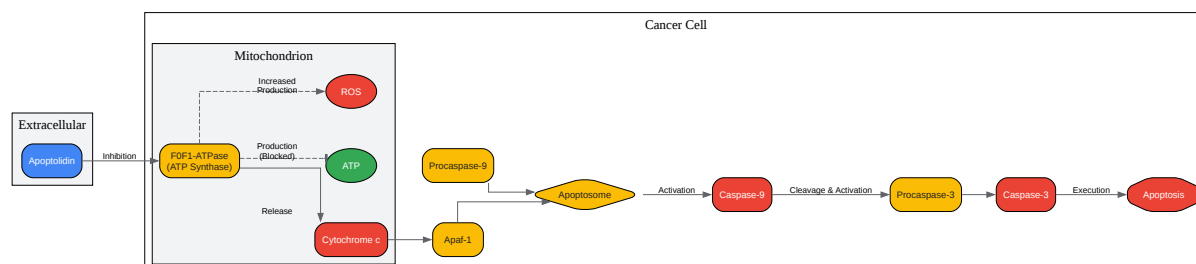 Cancer Cell
Mitochondrion
Increased
Production
ROS
Extracellular
Apoptolidin
Inhibition
F0F1-ATPase
(ATP Synthase)
Production
(Blocked)
ATP
Release
Cytochrome c
Procaspase-9
Apaf-1
Apoptosome
Activation
Caspase-9
Cleavage & Activation
Procaspase-3
Caspase-3
Execution
Apoptosis